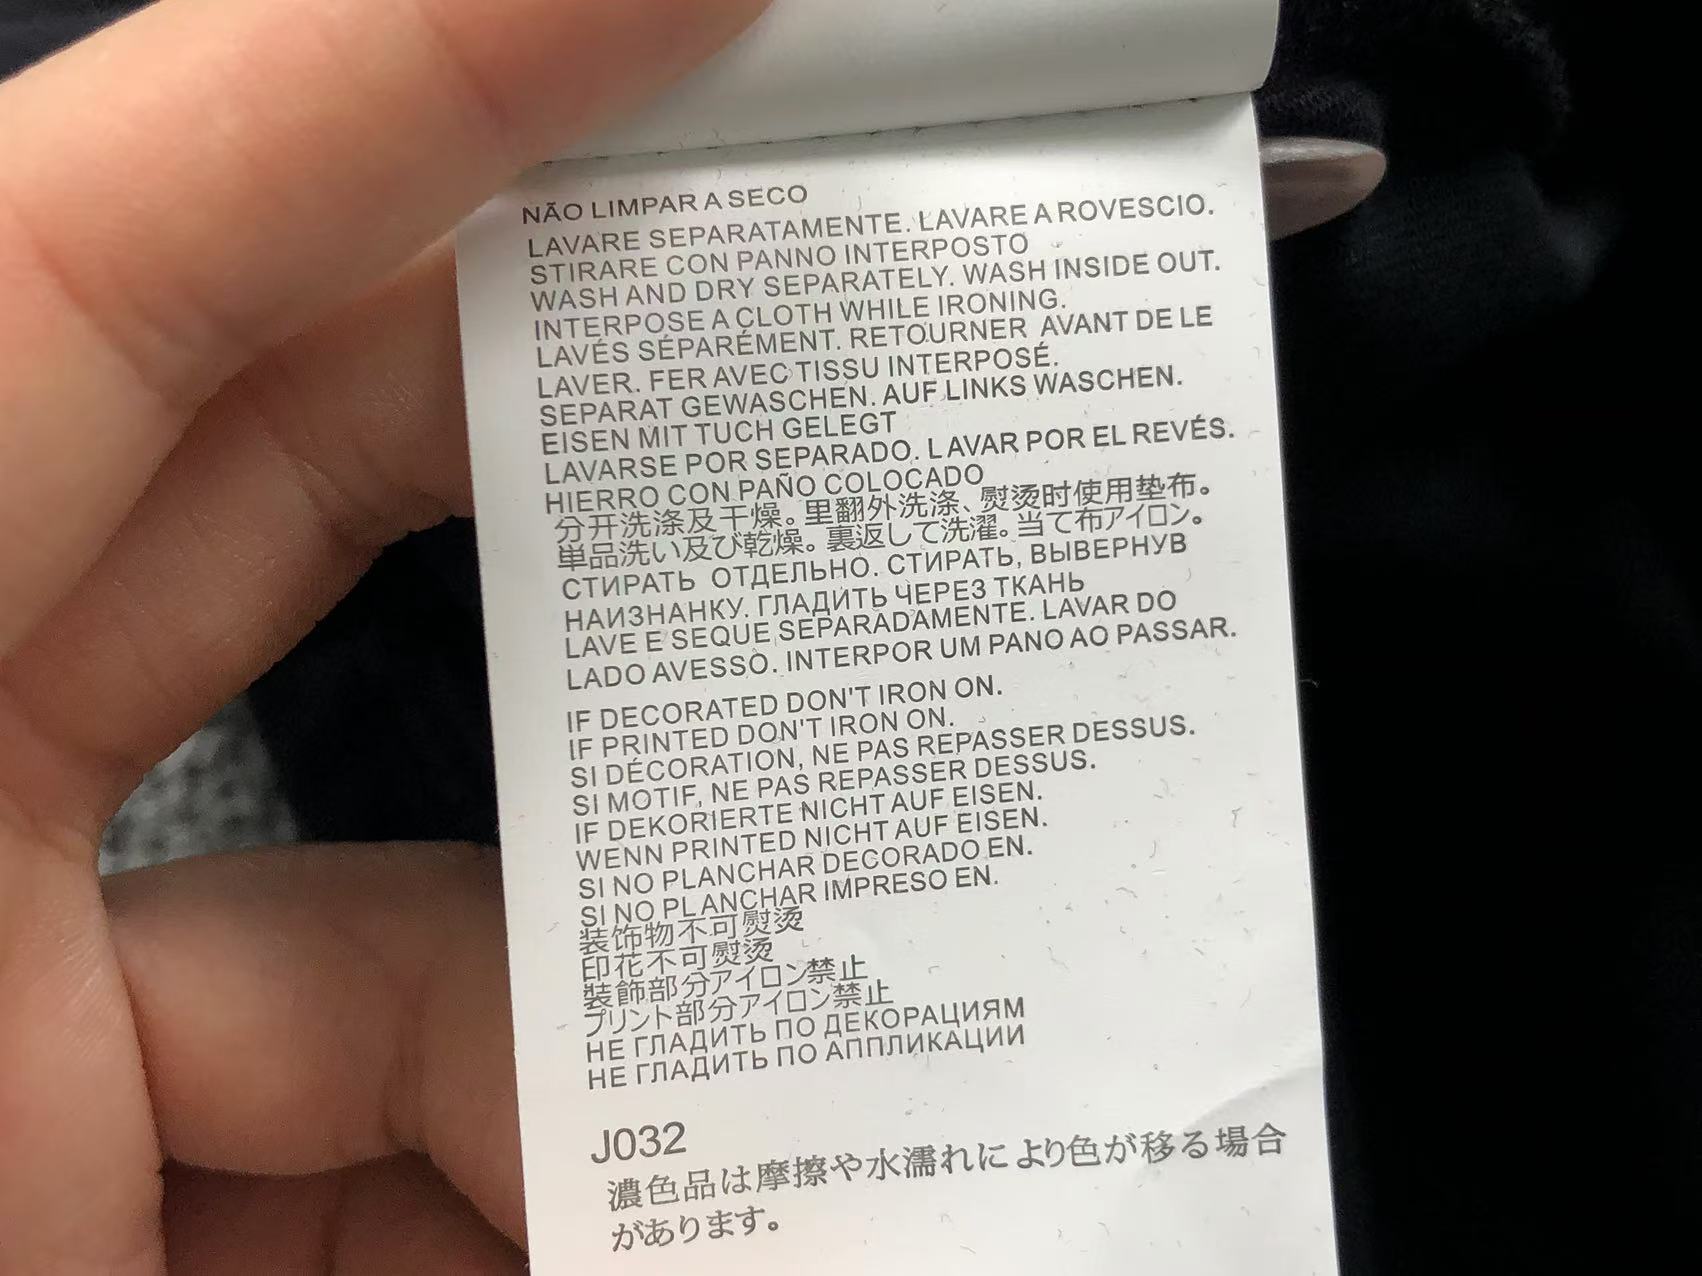 NÃO LIMPAR A SECO
LAVARE SEPARATAMENTE. LAVARE A ROVESCIO.
STIRARE CON PANNO INTERPOSTO
WASH AND DRY SEPARATELY. WASH INSIDE OUT.
INTERPOSE A CLOTH WHILE IRONING.
LAVÉS SÉPARÉMENT. RETOURNER AVANT DE LE
LAVER. FER AVEC TISSU INTERPOSÉ.
SEPARAT GEWASCHEN. AUF LINKS WASCHEN.
EISEN MIT TUCH GELEGT
LAVARSE POR SEPARADO. LAVAR POR EL REVÉS.
HIERRO CON PAÑO COLOCADO
分开洗涤及干燥。里翻外洗涤、熨烫时使用垫布。
単品洗い及び乾燥。裏返して洗濯。当て布アイロン。
СТИРАТЬ ОТДЕЛЬНО. СТИРАТЬ, ВЫВЕРНУВ
НАИЗНАНКУ. ГЛАДИТЬ ЧЕРЕЗ ТКАНЬ
LAVE E SEQUE SEPARADAMENTE. LAVAR DO
LADO AVESSO. INTERPOR UM PANO AO PASSAR.
IF DECORATED DON'T IRON ON.
IF PRINTED DON'T IRON ON.
SI DÉCORATION, NE PAS REPASSER DESSUS.
SI MOTIF, NE PAS REPASSER DESSUS.
IF DEKORIERTE NICHT AUF EISEN.
WENN PRINTED NICHT AUF EISEN.
SI NO PLANCHAR DECORADO EN.
SI NO PLANCHAR IMPRESO EN.
装饰物不可熨烫
印花不可熨烫
装飾部分アイロン禁止
プリント部分アイロン禁止
НЕ ГЛАДИТЬ ПО ДЕКОРАЦИЯМ
НЕ ГЛАДИТЬ ПО АППЛИКАЦИИ
J032
濃色品は摩擦や水濡れにより色が移る場合
があります。